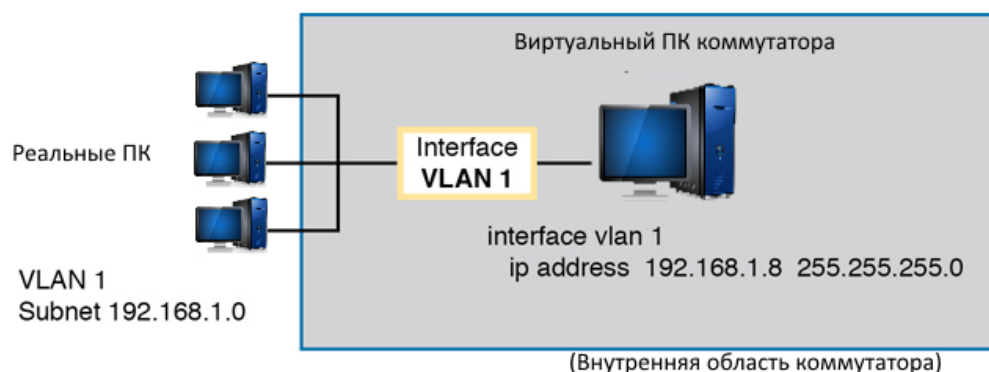 Виртуальный ПК коммутатора
Реальные ПК
Interface
VLAN 1
interface vlan 1
ip address 192.168.1.8 255.255.255.0
VLAN 1
Subnet 192.168.1.0
(Внутренняя область коммутатора)